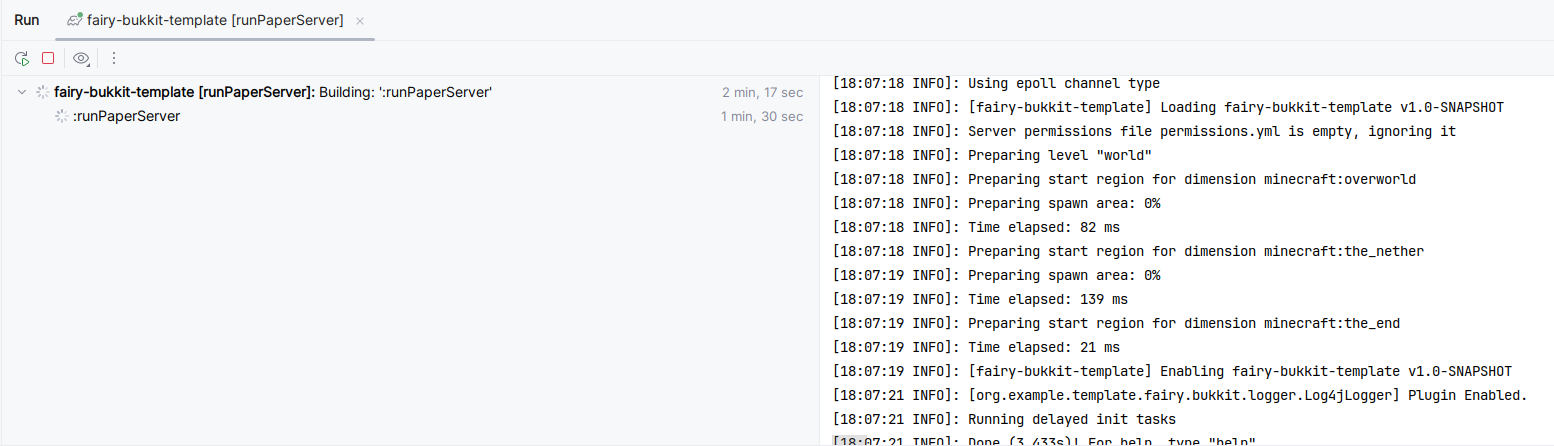 Run fairy-bukkit-template [runPaperServer]
fairy-bukkit-template [runPaperServer]: Building: ':runPaperServer' 2 min, 17 sec
:runPaperServer 1 min, 30 sec
[18:07:18 INFO]: Using epoll channel type
[18:07:18 INFO]: [fairy-bukkit-template] Loading fairy-bukkit-template v1.0-SNAPSHOT
[18:07:18 INFO]: Server permissions file permissions.yml is empty, ignoring it
[18:07:18 INFO]: Preparing level "world"
[18:07:18 INFO]: Preparing start region for dimension minecraft:overworld
[18:07:18 INFO]: Preparing spawn area: 0%
[18:07:18 INFO]: Time elapsed: 82 ms
[18:07:18 INFO]: Preparing start region for dimension minecraft:the_nether
[18:07:19 INFO]: Preparing spawn area: 0%
[18:07:19 INFO]: Time elapsed: 139 ms
[18:07:19 INFO]: Preparing start region for dimension minecraft:the_end
[18:07:19 INFO]: Time elapsed: 21 ms
[18:07:19 INFO]: [fairy-bukkit-template] Enabling fairy-bukkit-template v1.0-SNAPSHOT
[18:07:21 INFO]: [org.example.template.fairy.bukkit.logger.Log4jLogger] Plugin Enabled.
[18:07:21 INFO]: Running delayed init tasks
[18:07:21 INFO]: Done (3.433s)! For help, type "help"